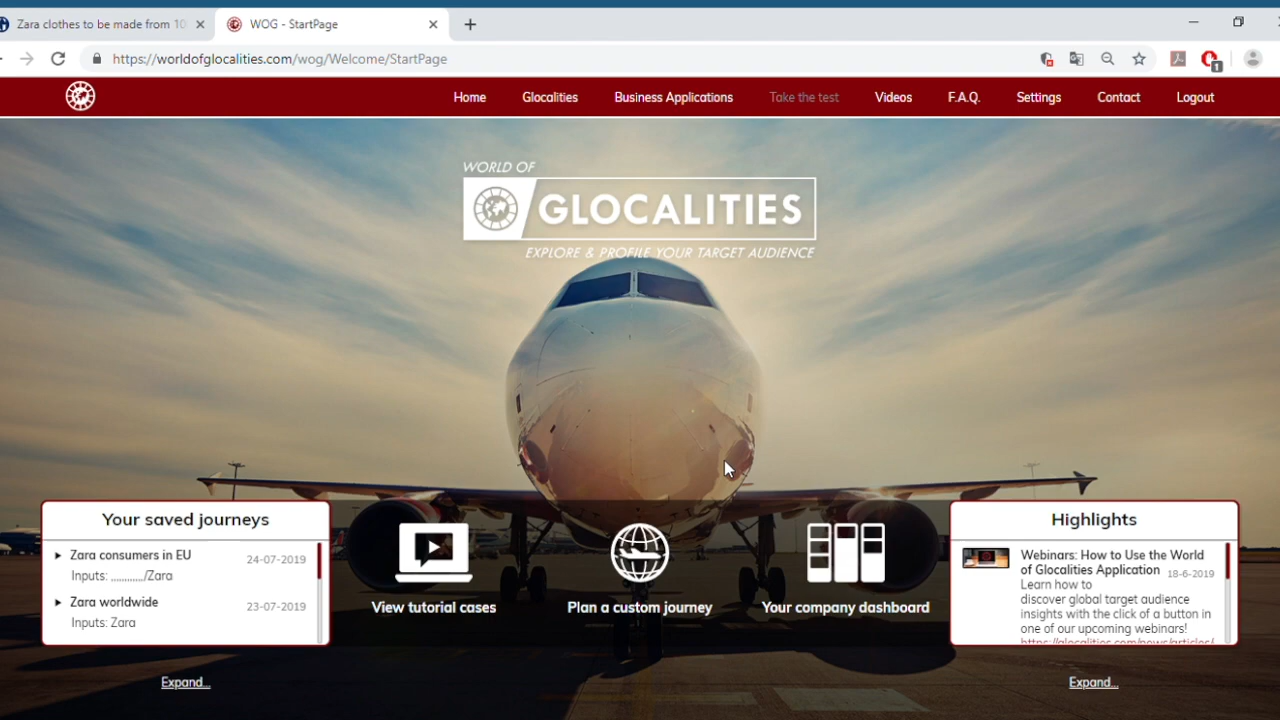 Zara clothes to be made from 10
WOG - StartPage
https://worldofglocalities.com/wog/Welcome/StartPage
1
Home Glocalities Business Applications Take the test Videos F.A.Q. Settings Contact Logout
WORLD OF
GLOCALITIES
EXPLORE & PROFILE YOUR TARGET AUDIENCE
Your saved journeys
Zara consumers in EU 24-07-2019
Inputs: ,,,,,,,,,,,,/Zara
Zara worldwide 23-07-2019
Inputs: Zara
Expand...
View tutorial cases
Plan a custom journey
Your company dashboard
Highlights
Webinars: How to Use the World
of Glocalities Application 18-6-2019
Learn how to
discover global target audience
insights with the click of a button in
one of our upcoming webinars!
https://glocalities.com/news/articles/
Expand...